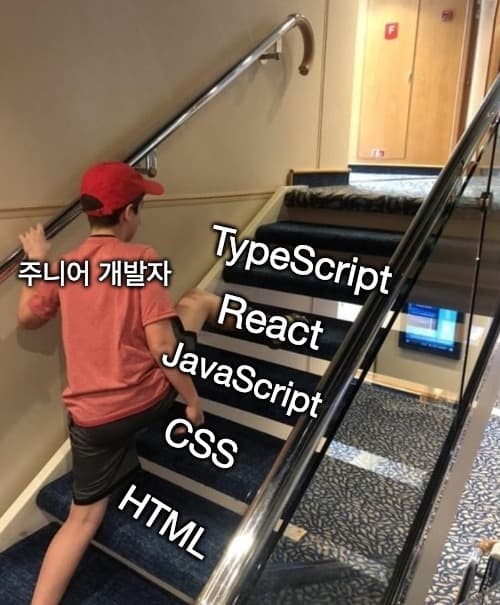 주니어 개발자
TypeScript
React
JavaScript
CSS
HTML